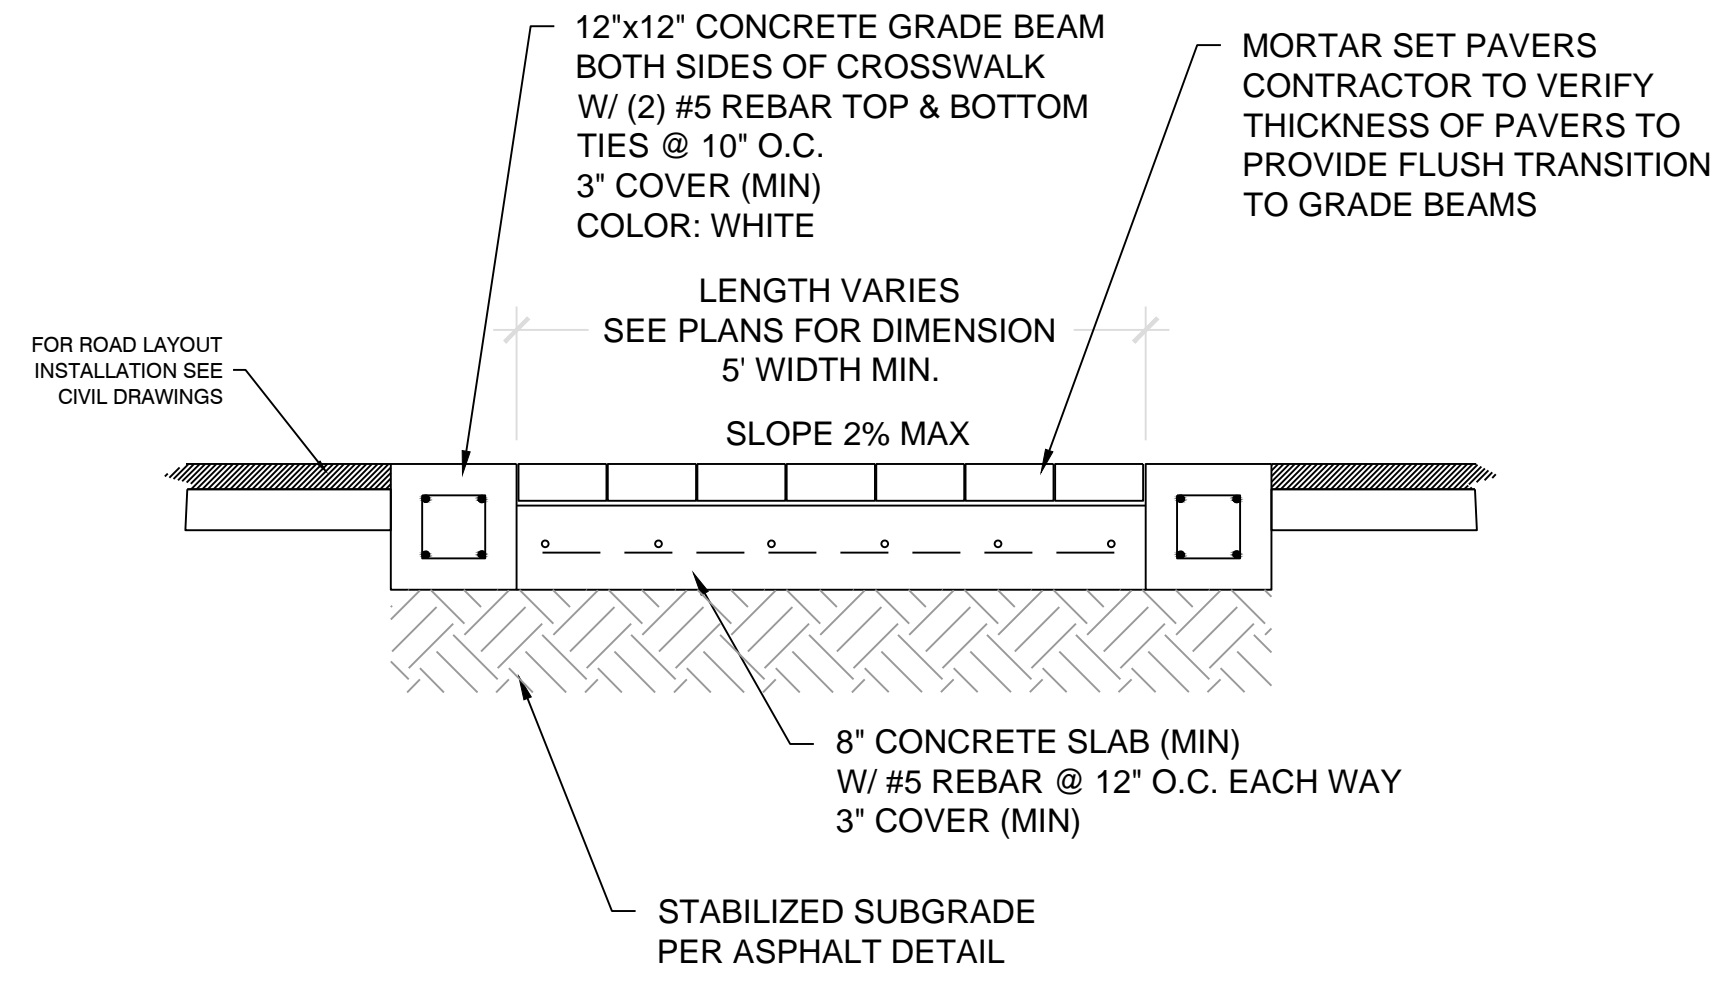 12"x12" CONCRETE GRADE BEAM
BOTH SIDES OF CROSSWALK
W/ (2) #5 REBAR TOP & BOTTOM
TIES @ 10" O.C.
3" COVER (MIN)
COLOR: WHITE
MORTAR SET PAVERS
CONTRACTOR TO VERIFY
THICKNESS OF PAVERS TO
PROVIDE FLUSH TRANSITION
TO GRADE BEAMS
LENGTH VARIES
SEE PLANS FOR DIMENSION
5' WIDTH MIN.
FOR ROAD LAYOUT
INSTALLATION SEE
CIVIL DRAWINGS
SLOPE 2% MAX
8" CONCRETE SLAB (MIN)
W/ #5 REBAR @ 12" O.C. EACH WAY
3" COVER (MIN)
STABILIZED SUBGRADE
PER ASPHALT DETAIL